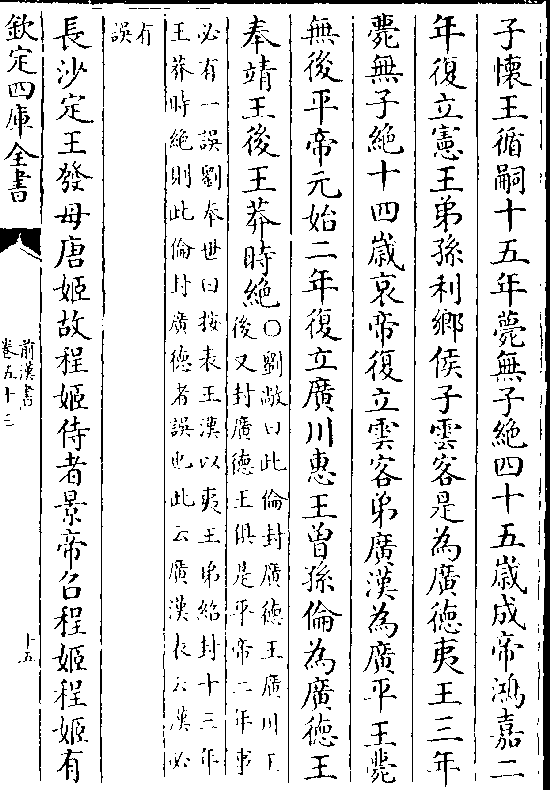 子懷王循嗣十五年薨無子絶四十五歲成帝鴻嘉二
年復立憲王弟孫利鄉侯子雲客是為廣德夷王三年
薨無子絶十四歲哀帝復立雲客弟廣漢為廣平王薨
無後平帝元始二年復立廣川惠王曾孫倫為廣德王
奉靖王後王莽時絶○劉敞曰此倫封廣德王廣川王
後又封廣德王俱是平帝二年事
必有一誤劉奉世曰按表王漢以夷王弟紹封十三年
王莽時絶則此倫封廣德者誤也此云廣漢表云漢必
有
誤
長沙定王發母唐姬故程姬侍者景帝召程姬程姬有
欽定四庫全書
前漢書
卷五十三
十五